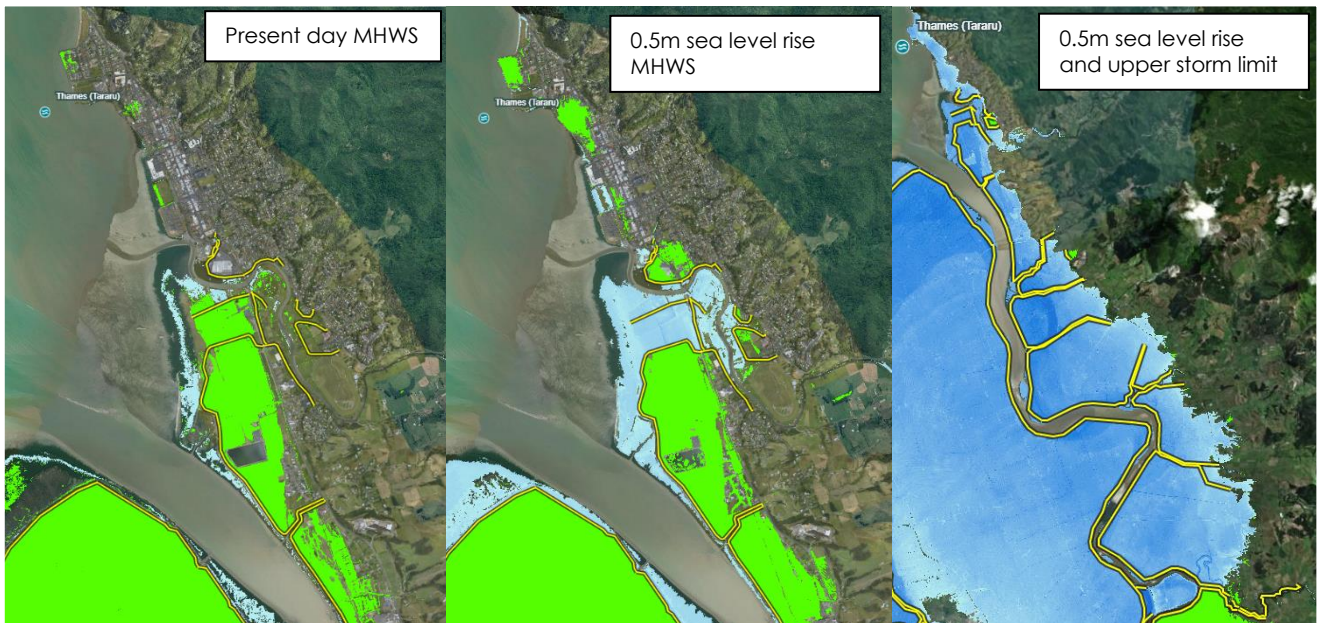 Present day MHWS
Thames (Tararu)
0.5m sea level rise
MHWS
Thames (Tararu)
0.5m sea level rise
and upper storm limit
Thames (Tararu)